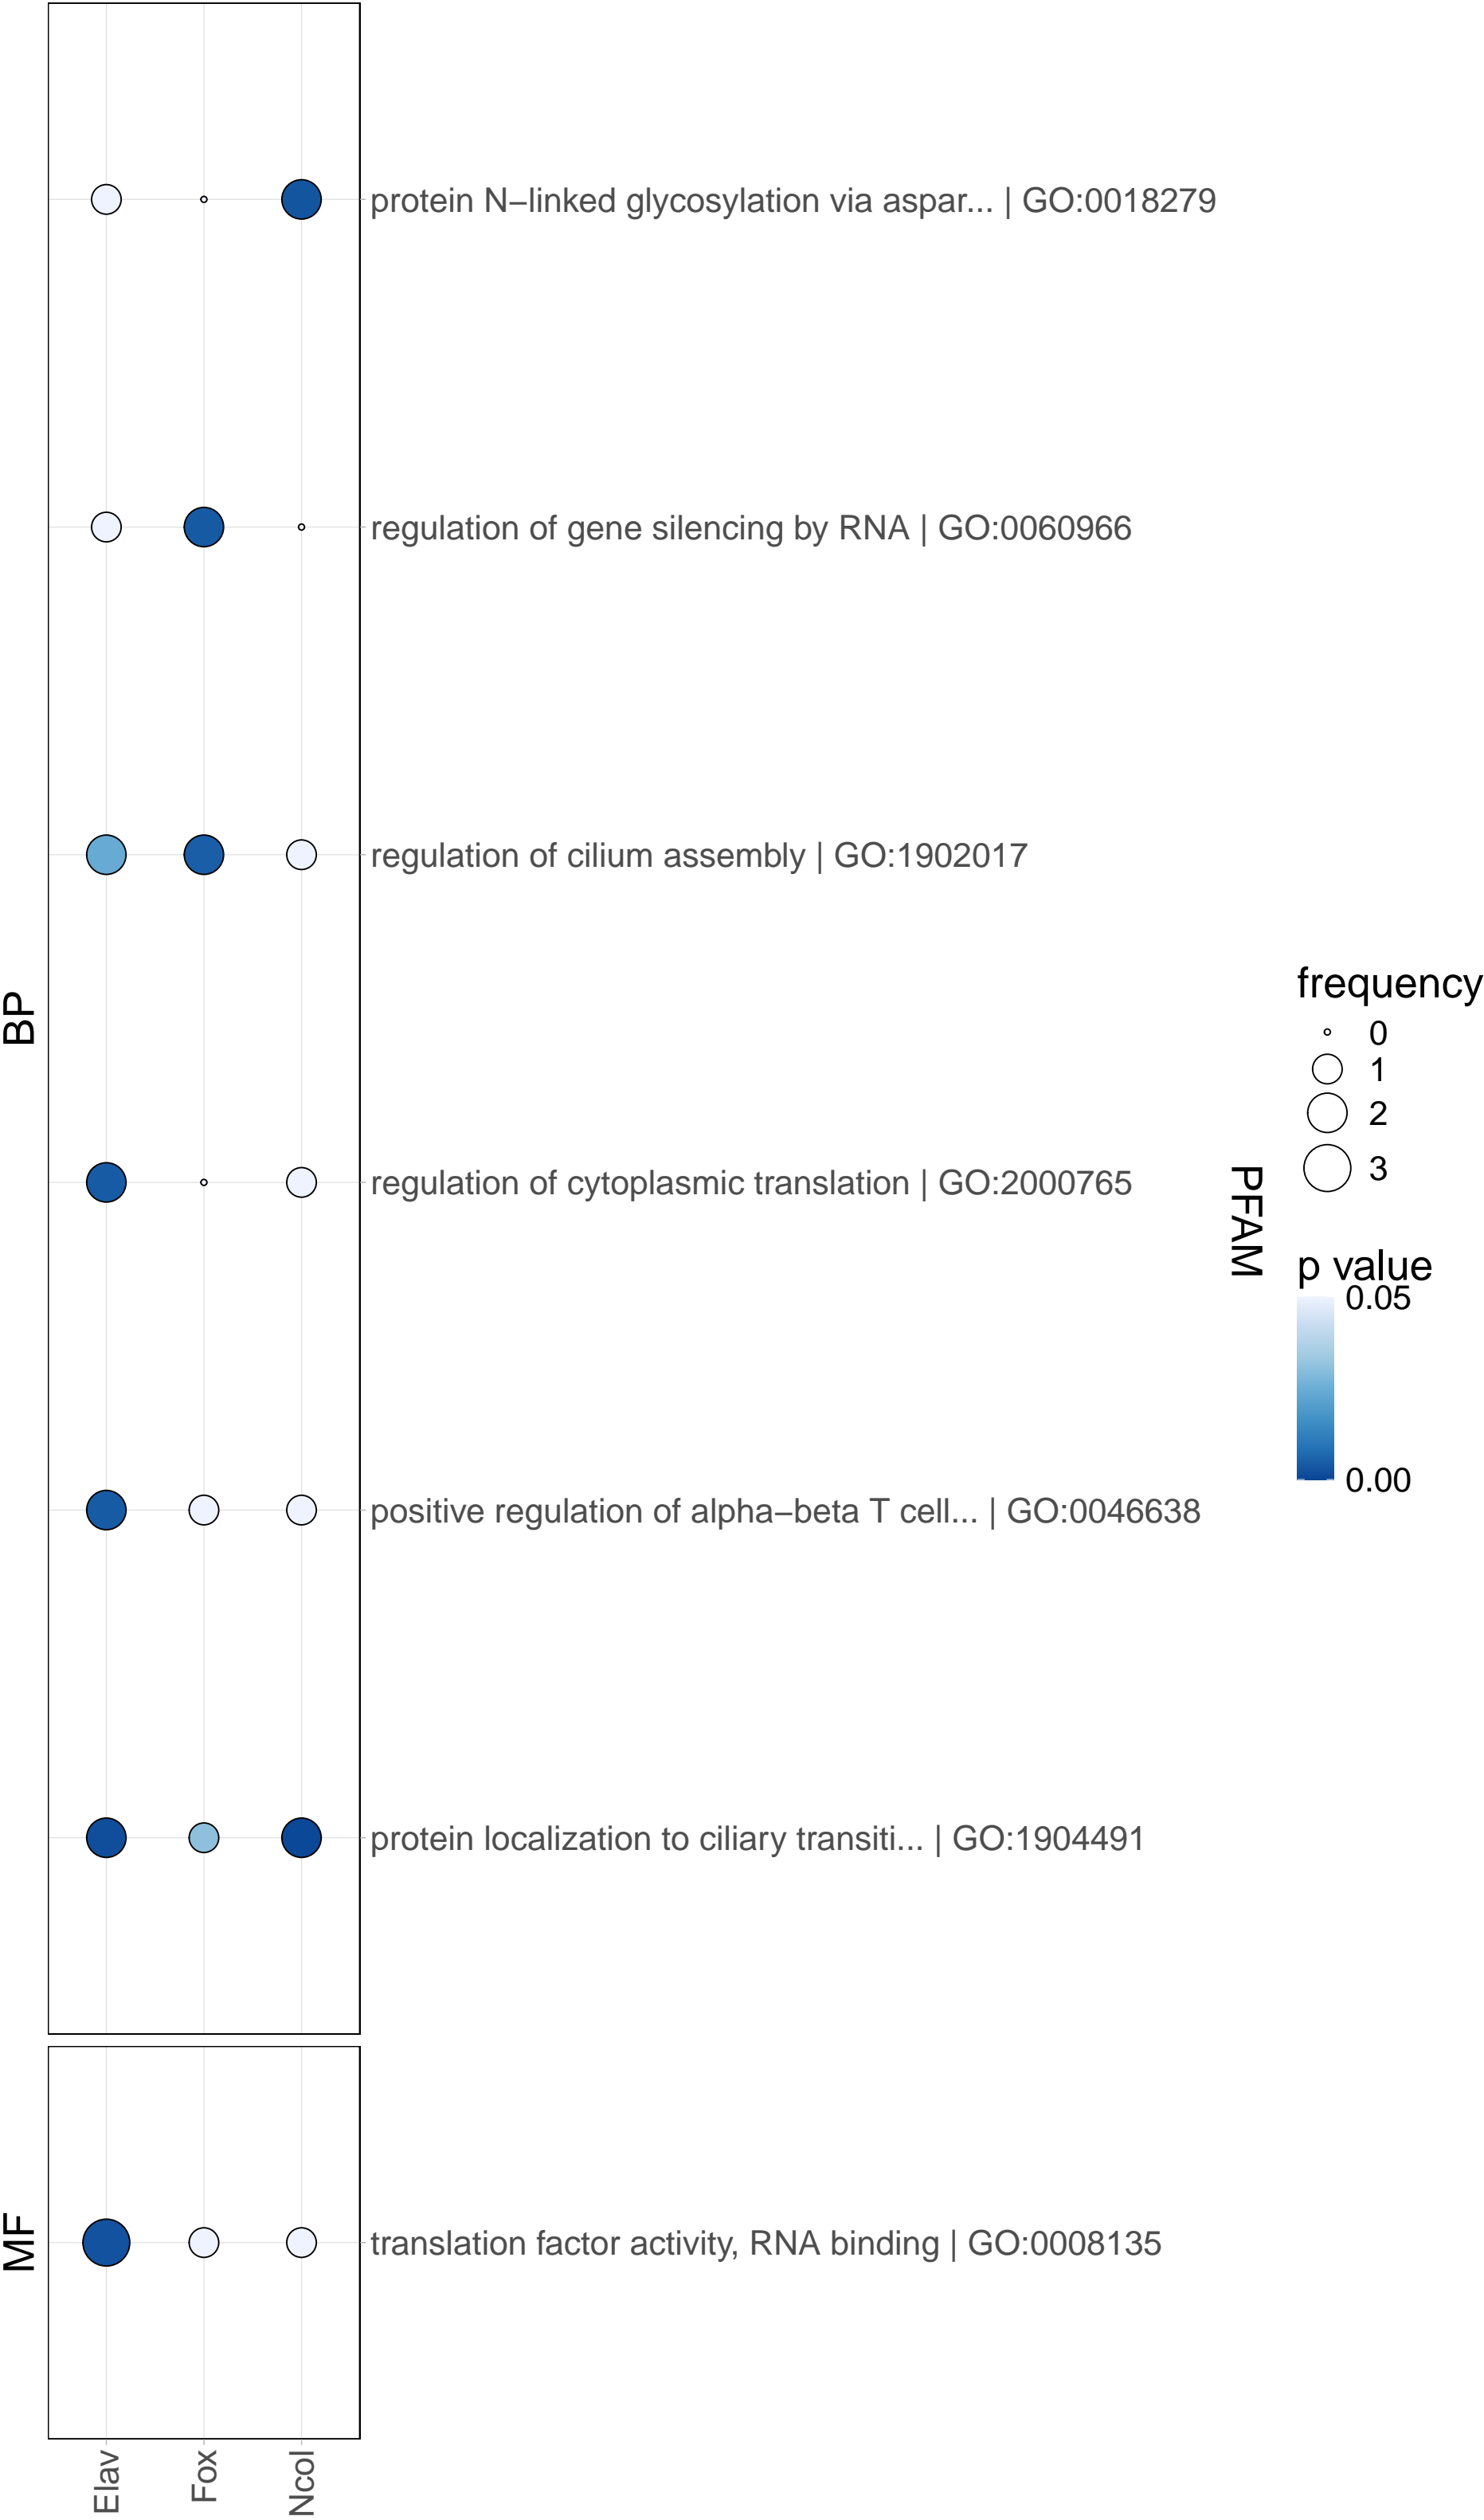 BP
protein N−linked glycosylation via aspar... | GO:0018279
regulation of gene silencing by RNA | GO:0060966
regulation of cilium assembly | GO:1902017
regulation of cytoplasmic translation | GO:2000765
positive regulation of alpha−beta T cell... | GO:0046638
protein localization to ciliary transiti... | GO:1904491
MF
translation factor activity, RNA binding | GO:0008135
Elav
Fox
Ncol
PFAM
frequency
0
1
2
3
p value
0.05
0.00